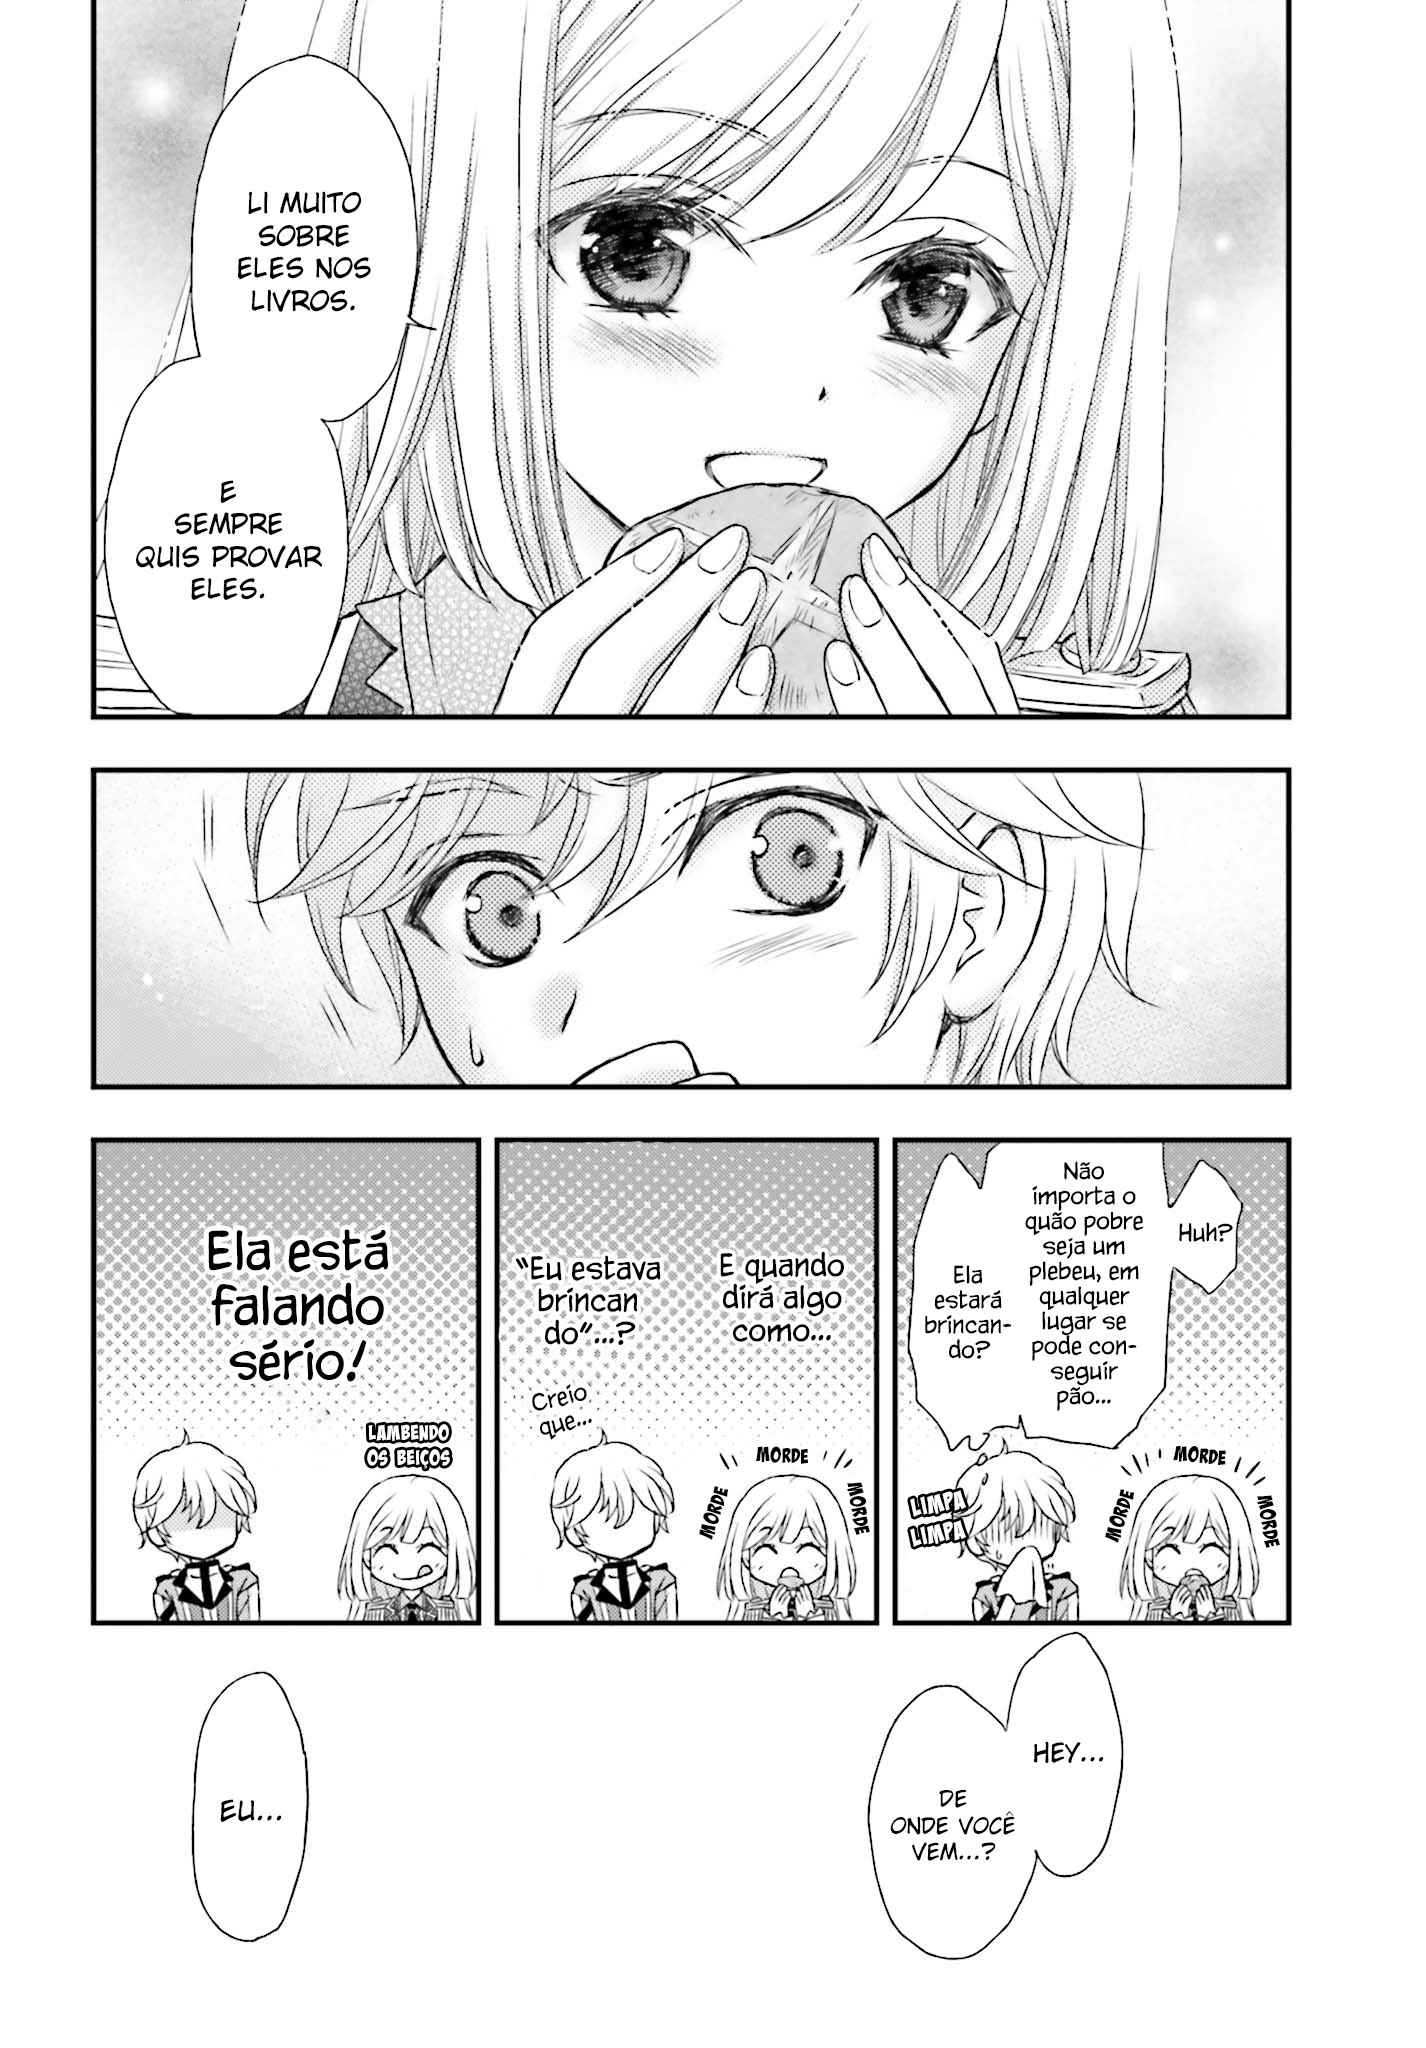 LI MUITO
SOBRE
ELES NOS
LIVROS.
E
SEMPRE
QUIS PROVAR
ELES.
Huh?
Não
importa o
quão pobre
seja um
plebeu, em
qualquer
lugar se
pode con-
seguir
pão...
Ela
estará
brincan-
do?
LIMPA
LIMPA
MORDE
MORDE
MORDE
E quando
dirá algo
como...
"Eu estava
brincan
do"...?
Creio
que...
MORDE
MORDE
MORDE
Ela está
falando
sério!
LAMBENDO
OS BEIÇOS
HEY...
DE
ONDE VOCÊ
VEM...?
EU...